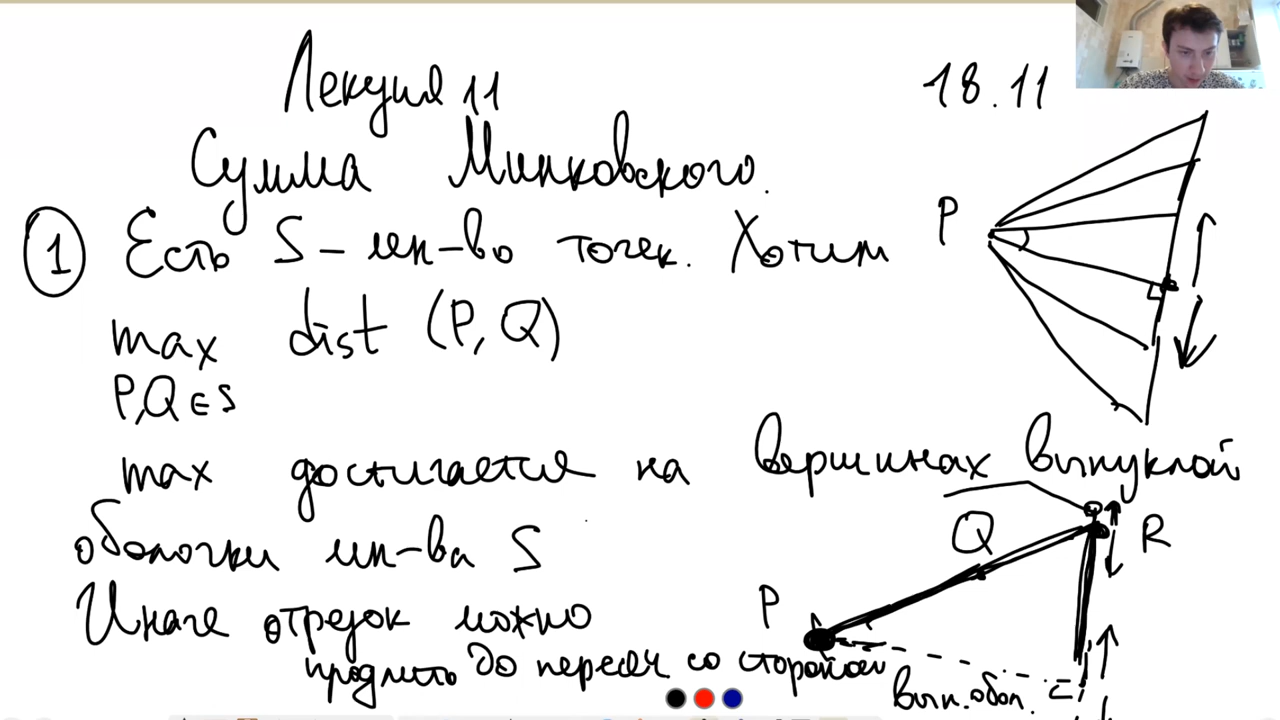 Лекция 11
18.11
Сумма Минковского.
① Есть S – мн-во точек. Хотим
max dist (P, Q)
P,Q ∈ S
max достигается на вершинах выпуклой
оболочки мн-ва S
Иначе отрезок можно
продлить до пересеч со стороной
вып. обол.
P
P
Q
R